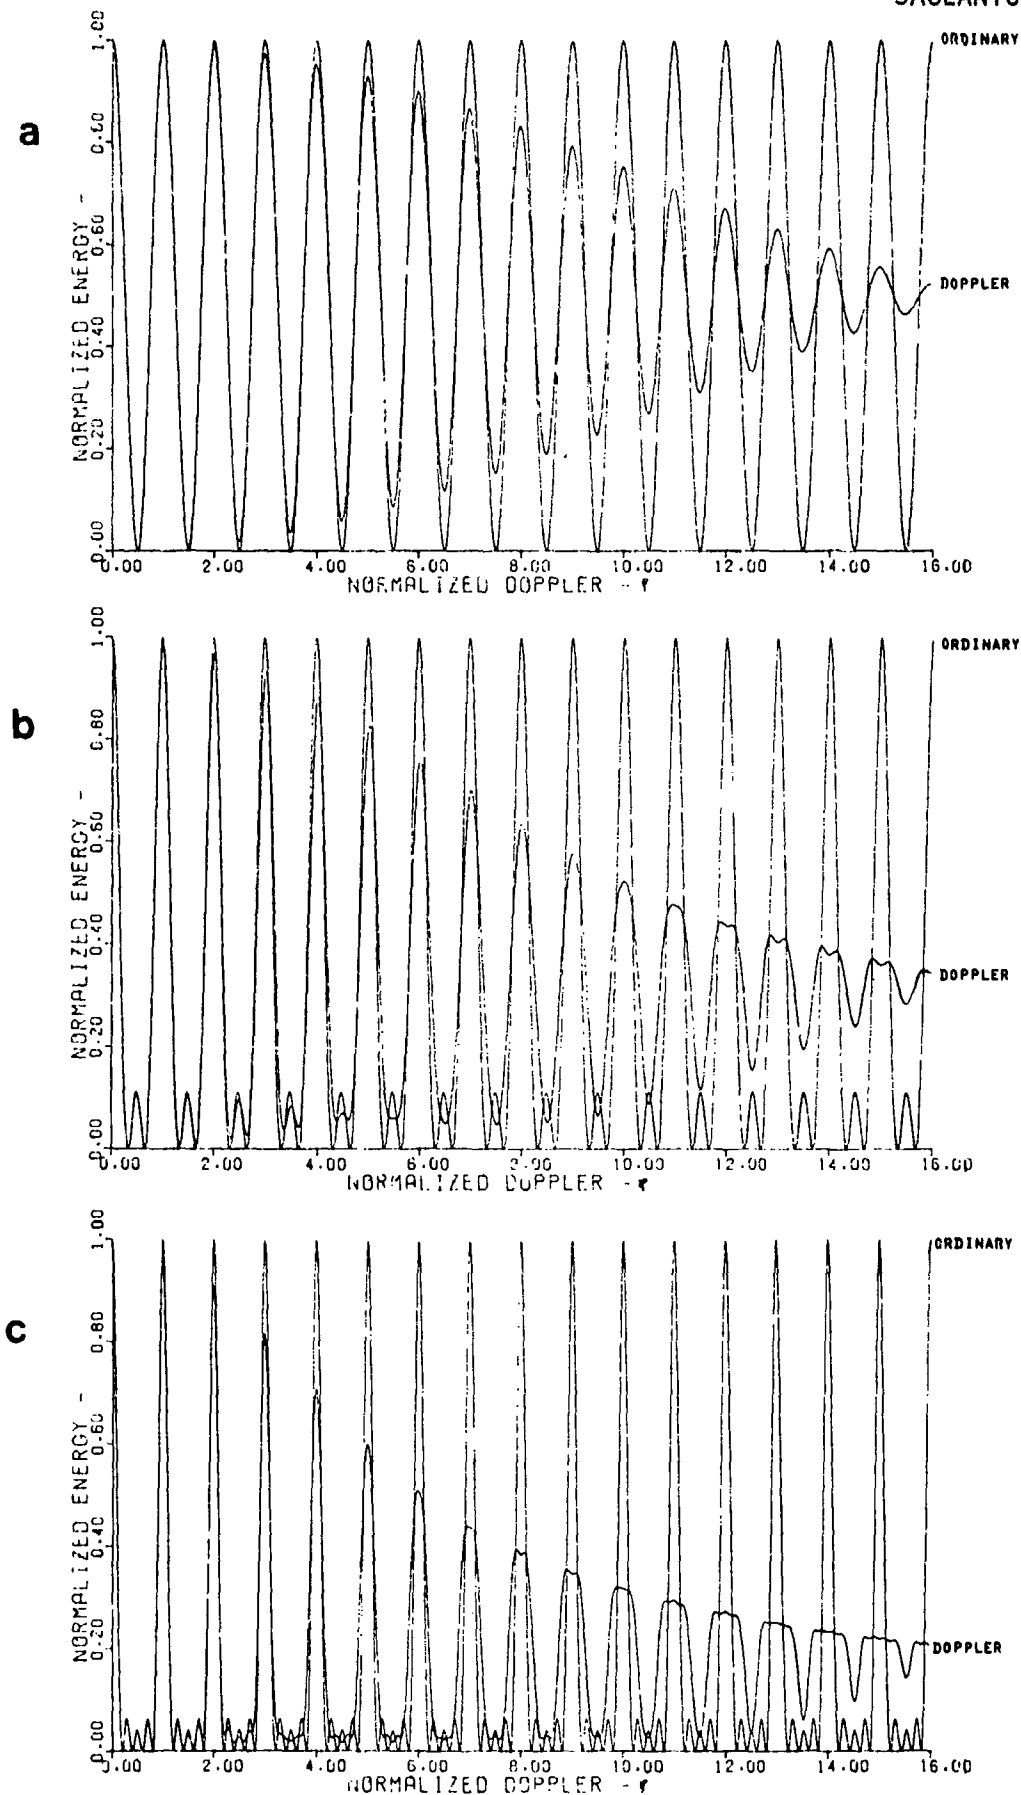 ORDINARY
a
1.00
0.80
0.60
0.40
0.20
0.00
NORMALIZED ENERGY -
DOPPLER
0.00 2.00 4.00 6.00 8.00 10.00 12.00 14.00 16.00
NORMALIZED DOPPLER -
b
ORDINARY
1.00
0.80
0.60
0.40
0.20
0.00
NORMALIZED ENERGY -
DOPPLER
0.00 2.00 4.00 6.00 8.00 10.00 12.00 14.00 16.00
NORMALIZED DOPPLER -
c
ORDINARY
1.00
0.80
0.60
0.40
0.20
0.00
NORMALIZED ENERGY -
DOPPLER
0.00 2.00 4.00 6.00 8.00 10.00 12.00 14.00 16.00
NORMALIZED DOPPLER -